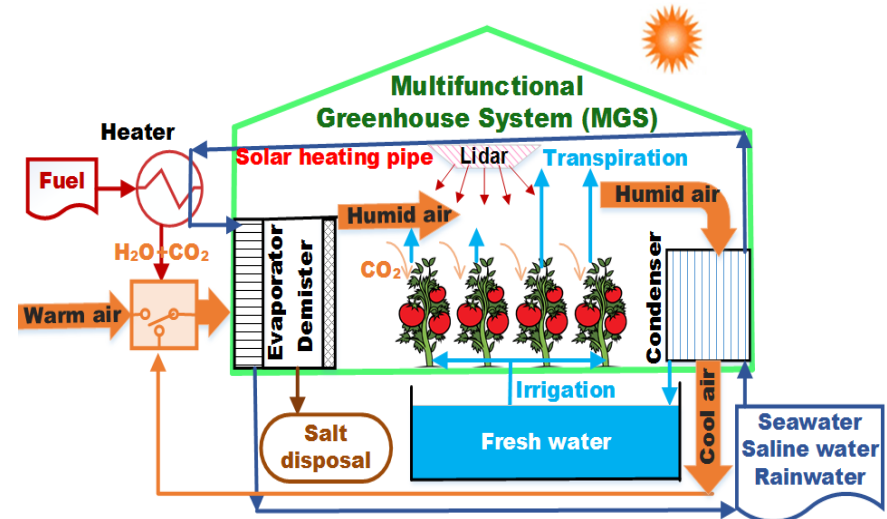 Multifunctional
Greenhouse System (MGS)
Heater
Solar heating pipe
Lidar
Transpiration
Fuel
Humid air
Humid air
H₂O+CO₂
CO₂
Warm air
Evaporator
Demister
Condenser
Irrigation
Cool air
Salt
disposal
Fresh water
Seawater
Saline water
Rainwater